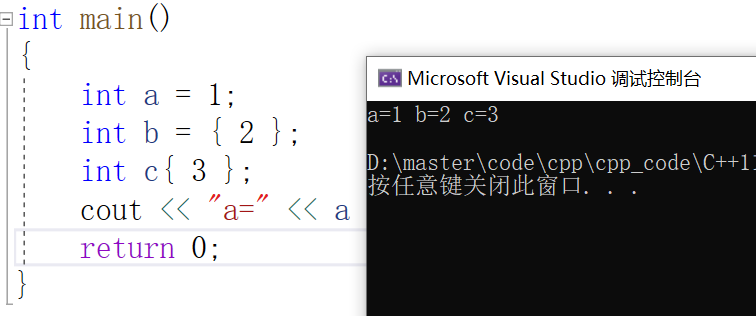 int main()
{
int a = 1;
int b = { 2 };
int c{ 3 };
cout << "a=" << a
return 0;
}
Microsoft Visual Studio 调试控制台
a=1 b=2 c=3
D:\master\code\cpp\cpp_code\C++11
按任意键关闭此窗口. . .